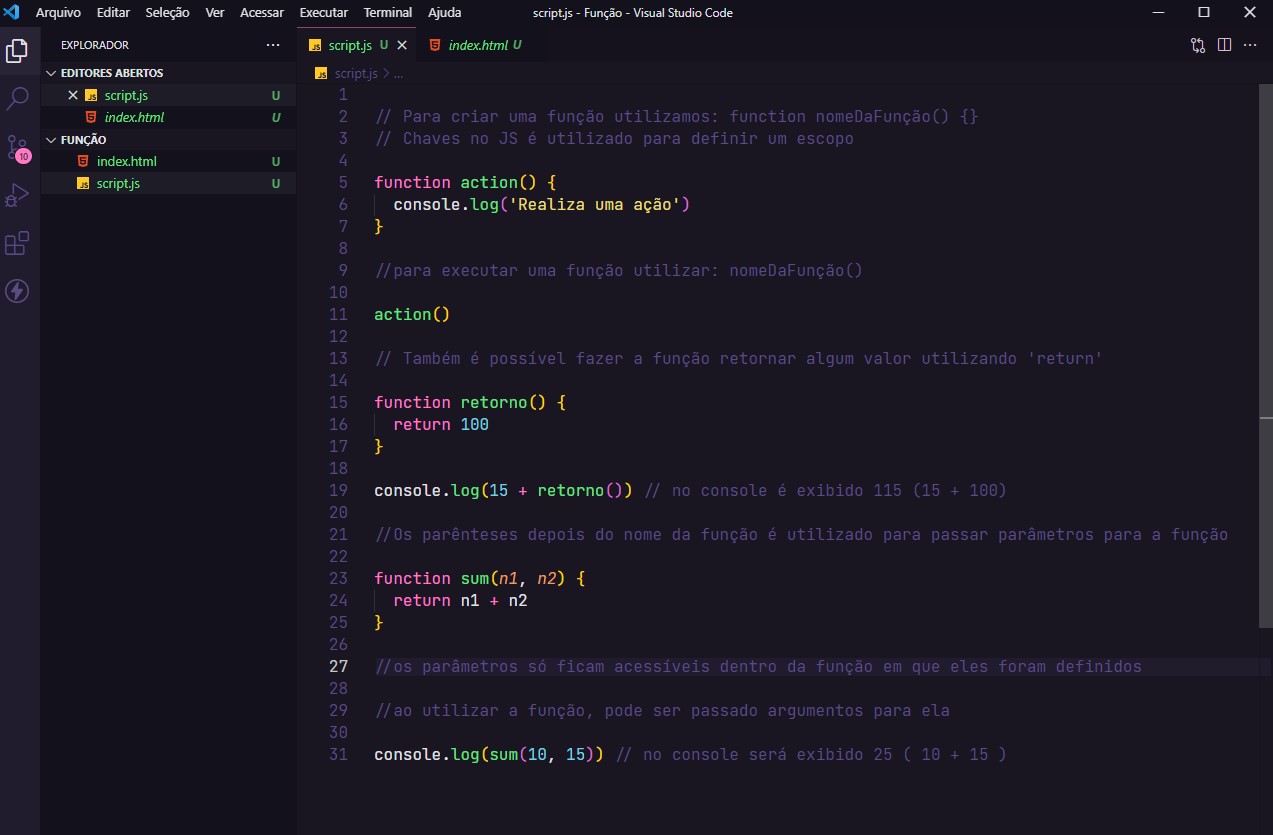 Arquivo Editar Seleção Ver Acessar Executar Terminal Ajuda script.js - Função - Visual Studio Code
EXPLORADOR
EDITORES ABERTOS
script.js U
index.html U
FUNÇÃO
index.html U
script.js U
10
script.js U index.html U
script.js > ...
1
2 // Para criar uma função utilizamos: function nomeDaFunção() {}
3 // Chaves no JS é utilizado para definir um escopo
4
5 function action() {
6 console.log('Realiza uma ação')
7 }
8
9 //para executar uma função utilizar: nomeDaFunção()
10
11 action()
12
13 // Também é possível fazer a função retornar algum valor utilizando 'return'
14
15 function retorno() {
16 return 100
17 }
18
19 console.log(15 + retorno()) // no console é exibido 115 (15 + 100)
20
21 //Os parênteses depois do nome da função é utilizado para passar parâmetros para a função
22
23 function sum(n1, n2) {
24 return n1 + n2
25 }
26
27 //os parâmetros só ficam acessíveis dentro da função em que eles foram definidos
28
29 //ao utilizar a função, pode ser passado argumentos para ela
30
31 console.log(sum(10, 15)) // no console será exibido 25 ( 10 + 15 )